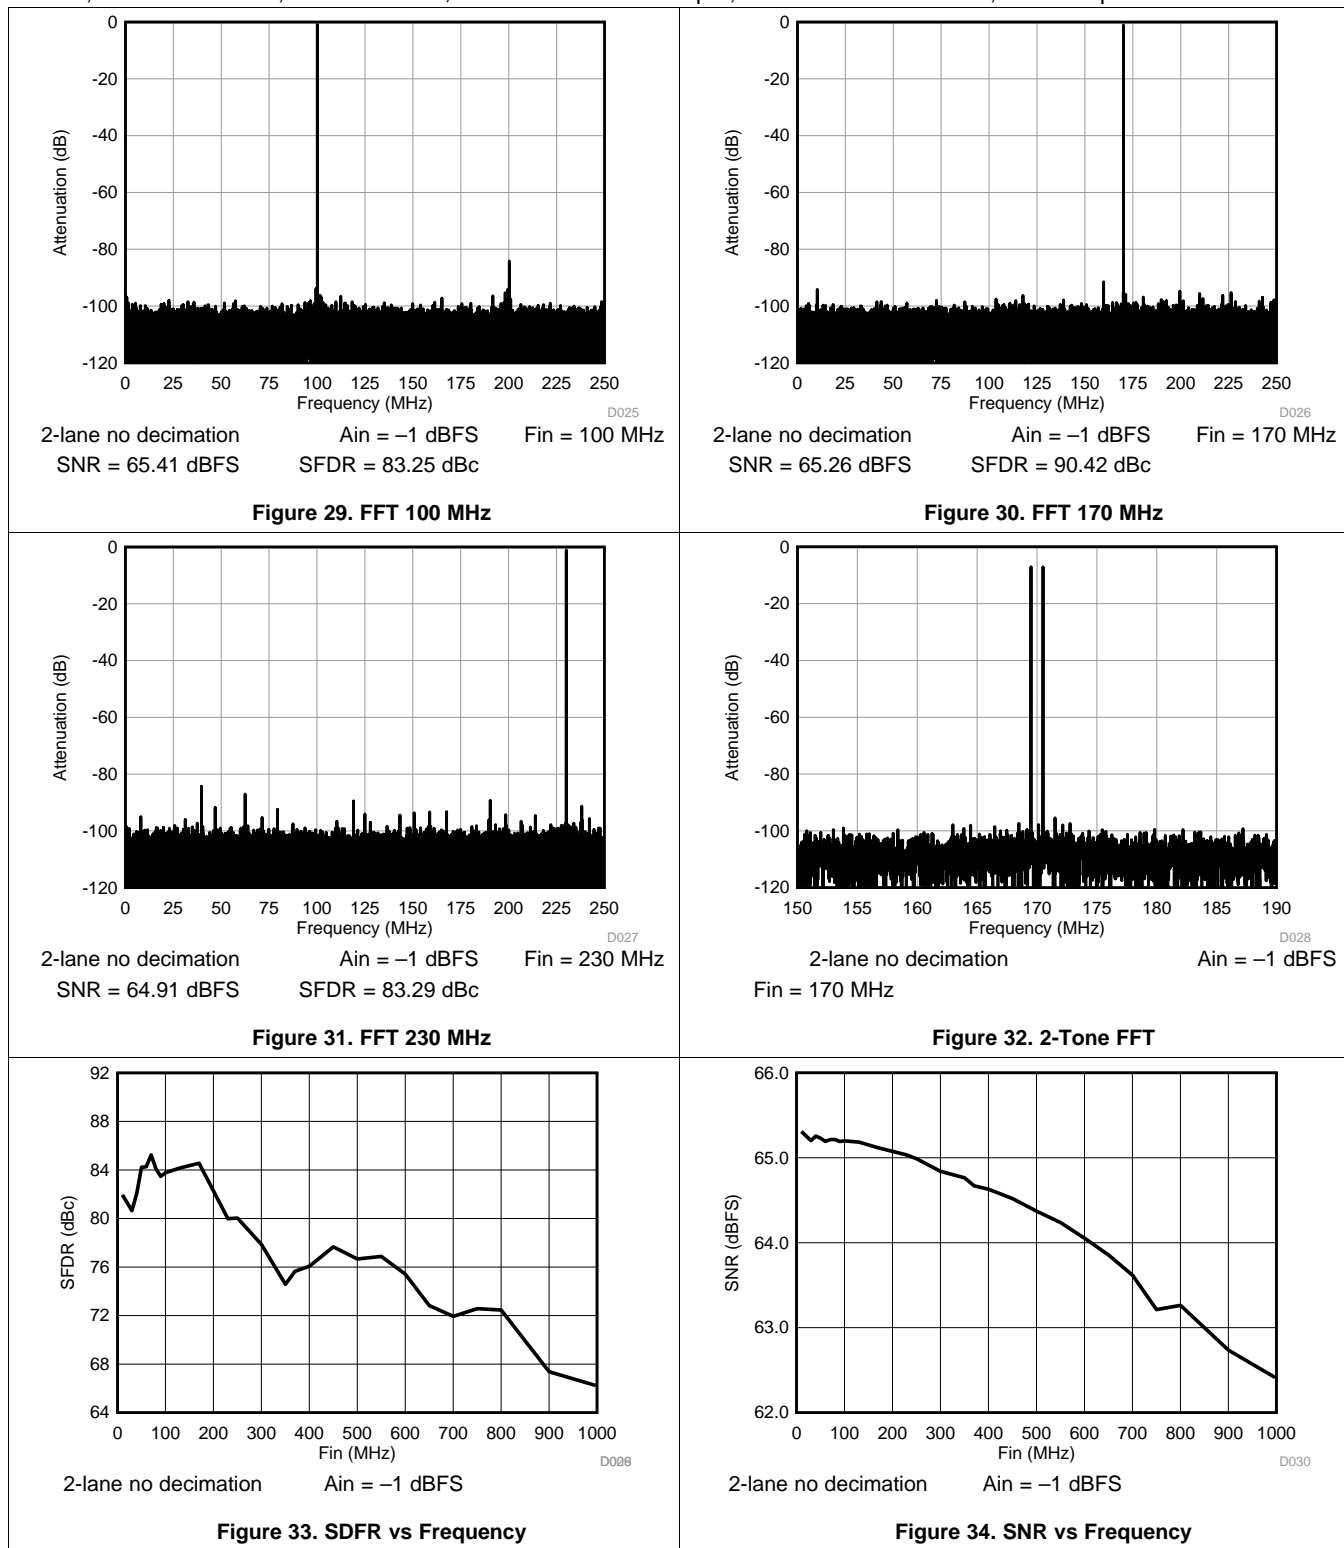 0
-20
-40
-60
-80
-100
-120
Attenuation (dB)
0 25 50 75 100 125 150 175 200 225 250
Frequency (MHz)
D025
2-lane no decimation Ain = –1 dBFS Fin = 100 MHz
SNR = 65.41 dBFS SFDR = 83.25 dBc
Figure 29. FFT 100 MHz
0
-20
-40
-60
-80
-100
-120
Attenuation (dB)
0 25 50 75 100 125 150 175 200 225 250
Frequency (MHz)
D026
2-lane no decimation Ain = –1 dBFS Fin = 170 MHz
SNR = 65.26 dBFS SFDR = 90.42 dBc
Figure 30. FFT 170 MHz
0
-20
-40
-60
-80
-100
-120
Attenuation (dB)
0 25 50 75 100 125 150 175 200 225 250
Frequency (MHz)
D027
2-lane no decimation Ain = –1 dBFS Fin = 230 MHz
SNR = 64.91 dBFS SFDR = 83.29 dBc
Figure 31. FFT 230 MHz
0
-20
-40
-60
-80
-100
-120
Attenuation (dB)
150 155 160 165 170 175 180 185 190
Frequency (MHz)
D028
2-lane no decimation Ain = –1 dBFS
Fin = 170 MHz
Figure 32. 2-Tone FFT
92
88
84
80
76
72
68
64
SFDR (dBc)
0 100 200 300 400 500 600 700 800 900 1000
Fin (MHz)
2-lane no decimation Ain = –1 dBFS
Figure 33. SDFR vs Frequency
66.0
65.0
64.0
63.0
62.0
SNR (dBFS)
0 100 200 300 400 500 600 700 800 900 1000
Fin (MHz)
D030
2-lane no decimation Ain = –1 dBFS
Figure 34. SNR vs Frequency